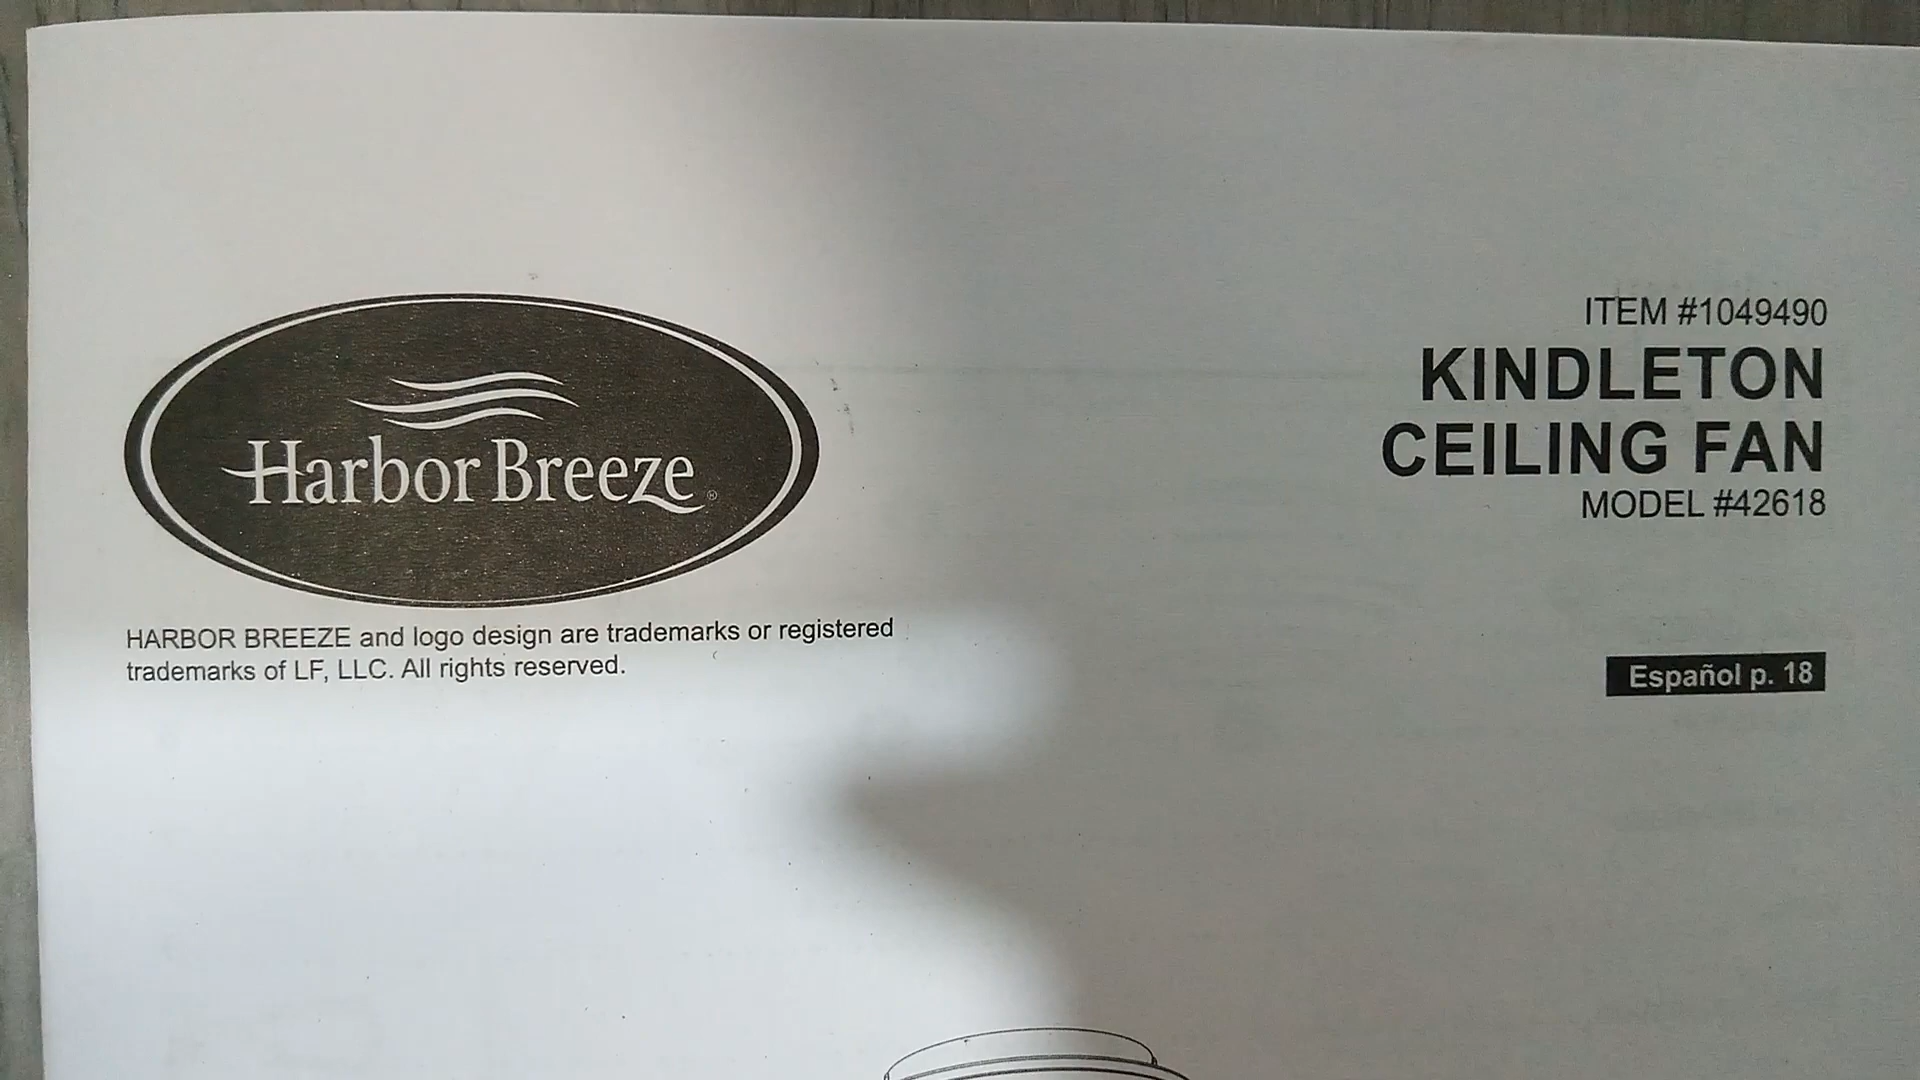 Harbor Breeze®
HARBOR BREEZE and logo design are trademarks or registered
trademarks of LF, LLC. All rights reserved.
ITEM #1049490
KINDLETON
CEILING FAN
MODEL #42618
Español p. 18